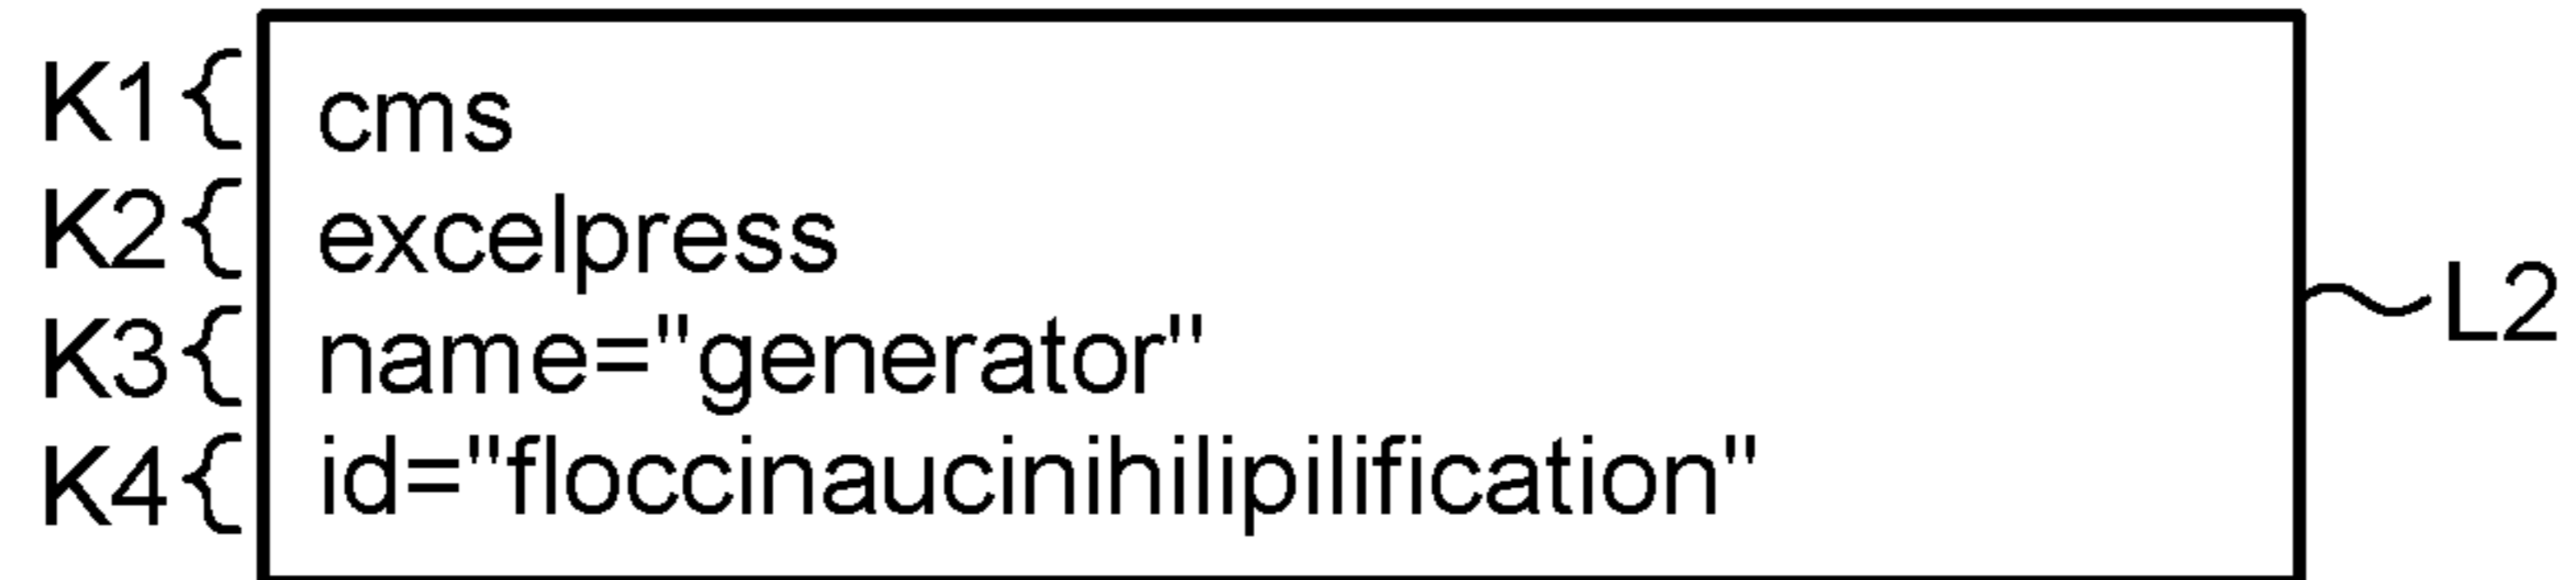 K1 cms
K2 excelpress
K3 name="generator"
K4 id="floccinaucinihilipilification"
L2